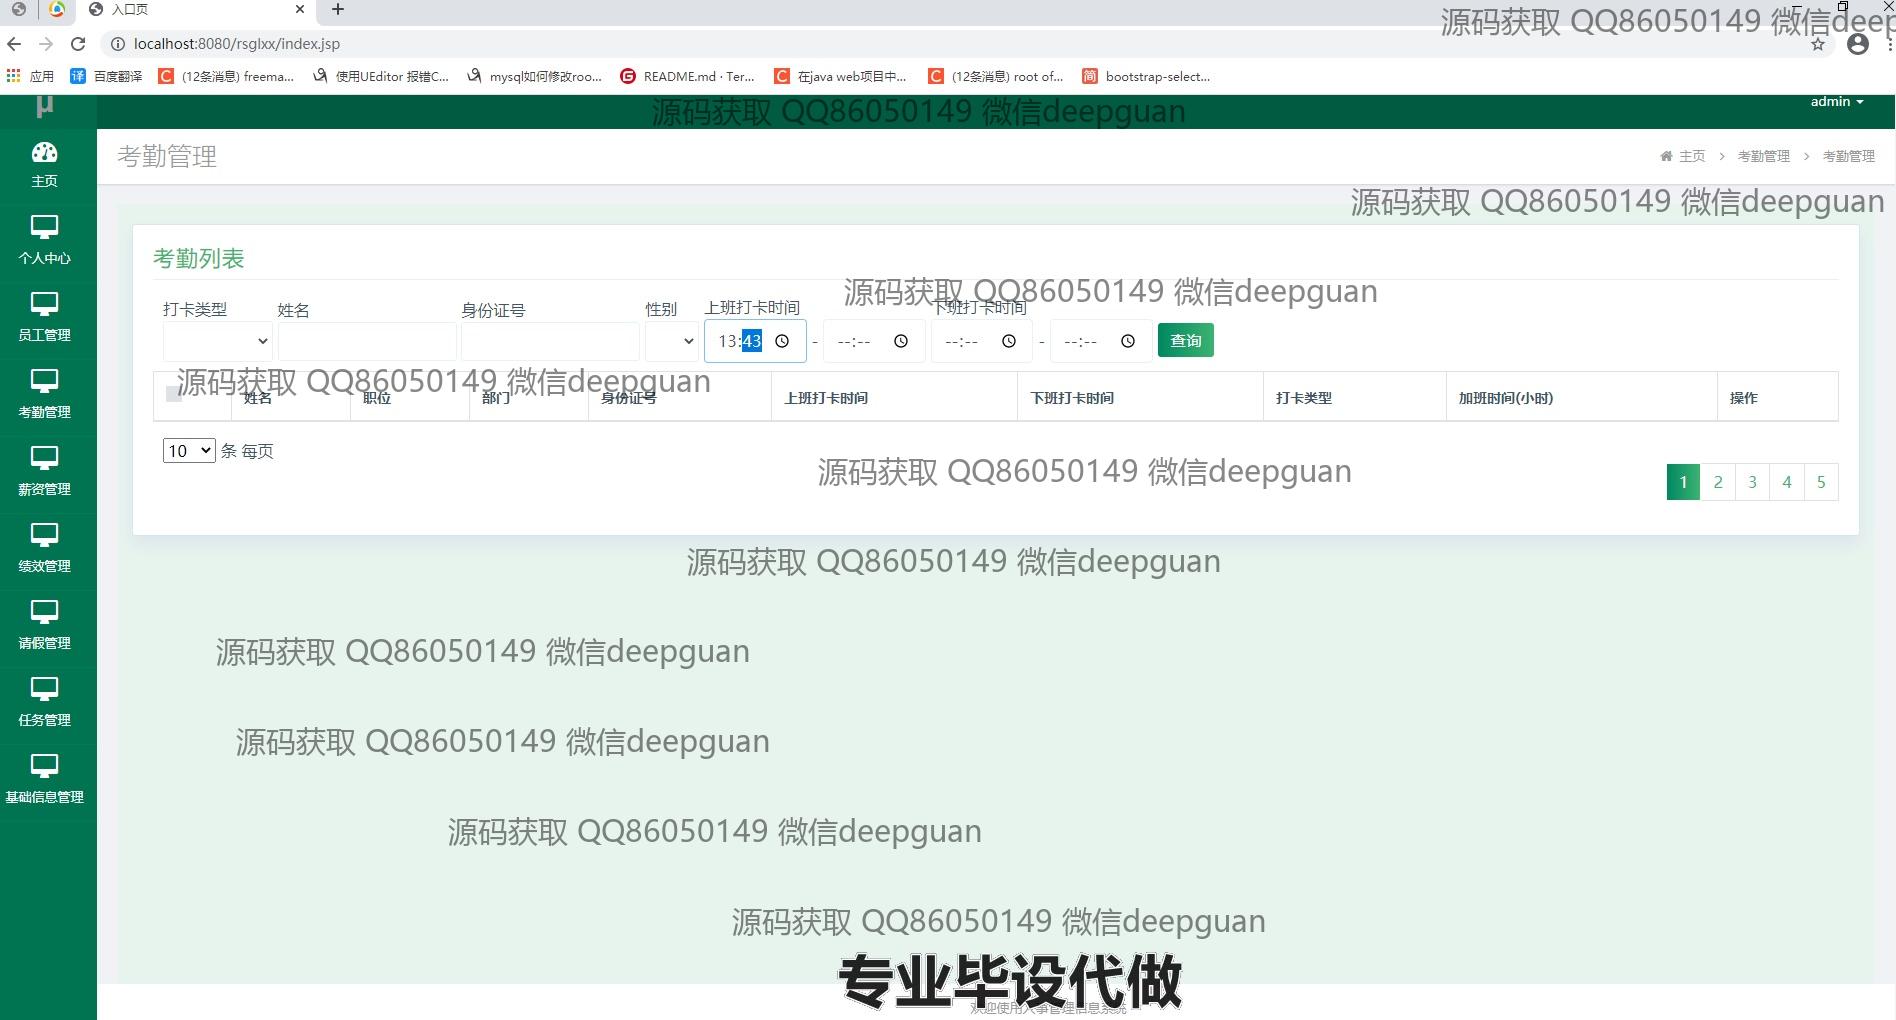 入口页
源码获取 QQ86050149 微信deep
localhost:8080/rsglxx/index.jsp
应用 百度翻译 (12条消息) freema... 使用UEditor 报错C... mysql如何修改roo... README.md · Ter... 在java web项目中... (12条消息) root of... bootstrap-select...
μ
源码获取 QQ86050149 微信deepguan
admin
考勤管理
主页 > 考勤管理 > 考勤管理
主页
源码获取 QQ86050149 微信deepguan
个人中心
考勤列表
源码获取 QQ86050149 微信deepguan
打卡类型 姓名 身份证号 性别 上班打卡时间 下班打卡时间
员工管理
13:43 - --:-- --:-- - --:-- 查询
源码获取 QQ86050149 微信deepguan
姓名 职位 部门 身份证号 上班打卡时间 下班打卡时间 打卡类型 加班时间(小时) 操作
考勤管理
10 条 每页
源码获取 QQ86050149 微信deepguan
1 2 3 4 5
薪资管理
源码获取 QQ86050149 微信deepguan
绩效管理
请假管理
源码获取 QQ86050149 微信deepguan
任务管理
源码获取 QQ86050149 微信deepguan
基础信息管理
源码获取 QQ86050149 微信deepguan
源码获取 QQ86050149 微信deepguan
专业毕设代做
欢迎使用人事管理信息系统